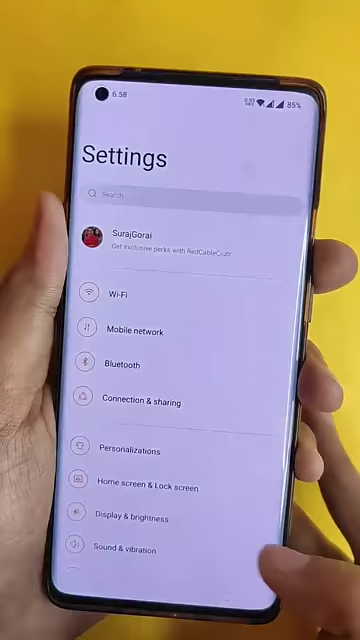 6.58
85%
Settings
Search
SurajGorai
Get exclusive perks with RedCableClub
Wi-Fi
Mobile network
Bluetooth
Connection & sharing
Personalizations
Home screen & Lock screen
Display & brightness
Sound & vibration